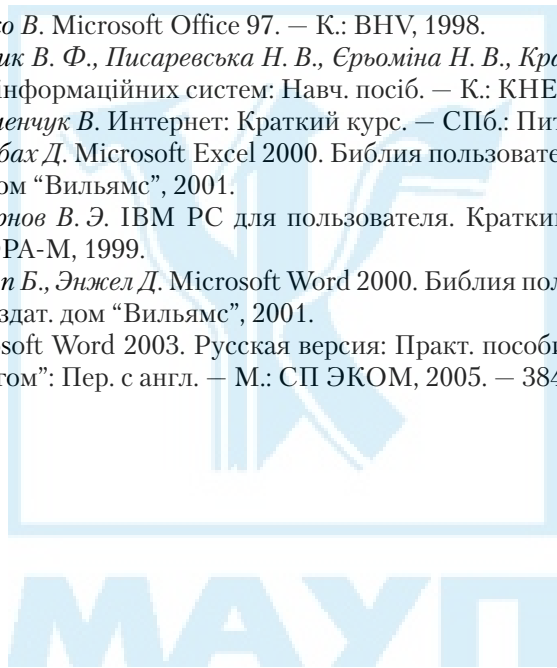 о В. Microsoft Office 97. — К.: BHV, 1998.
ик В. Ф., Писаревська Н. В., Єрьоміна Н. В., Кра
інформаційних систем: Навч. посіб. — К.: КНЕ
менчук В. Интернет: Краткий курс. — СПб.: Пит
бах Д. Microsoft Excel 2000. Библия пользовате
ом “Вильямс”, 2001.
рнов В. Э. IBM PC для пользователя. Кратки
РА-М, 1999.
п Б., Энжел Д. Microsoft Word 2000. Библия пол
здат. дом “Вильямс”, 2001.
soft Word 2003. Русская версия: Практ. пособи
гом”: Пер. с англ. — М.: СП ЭКОМ, 2005. — 384
МАУП